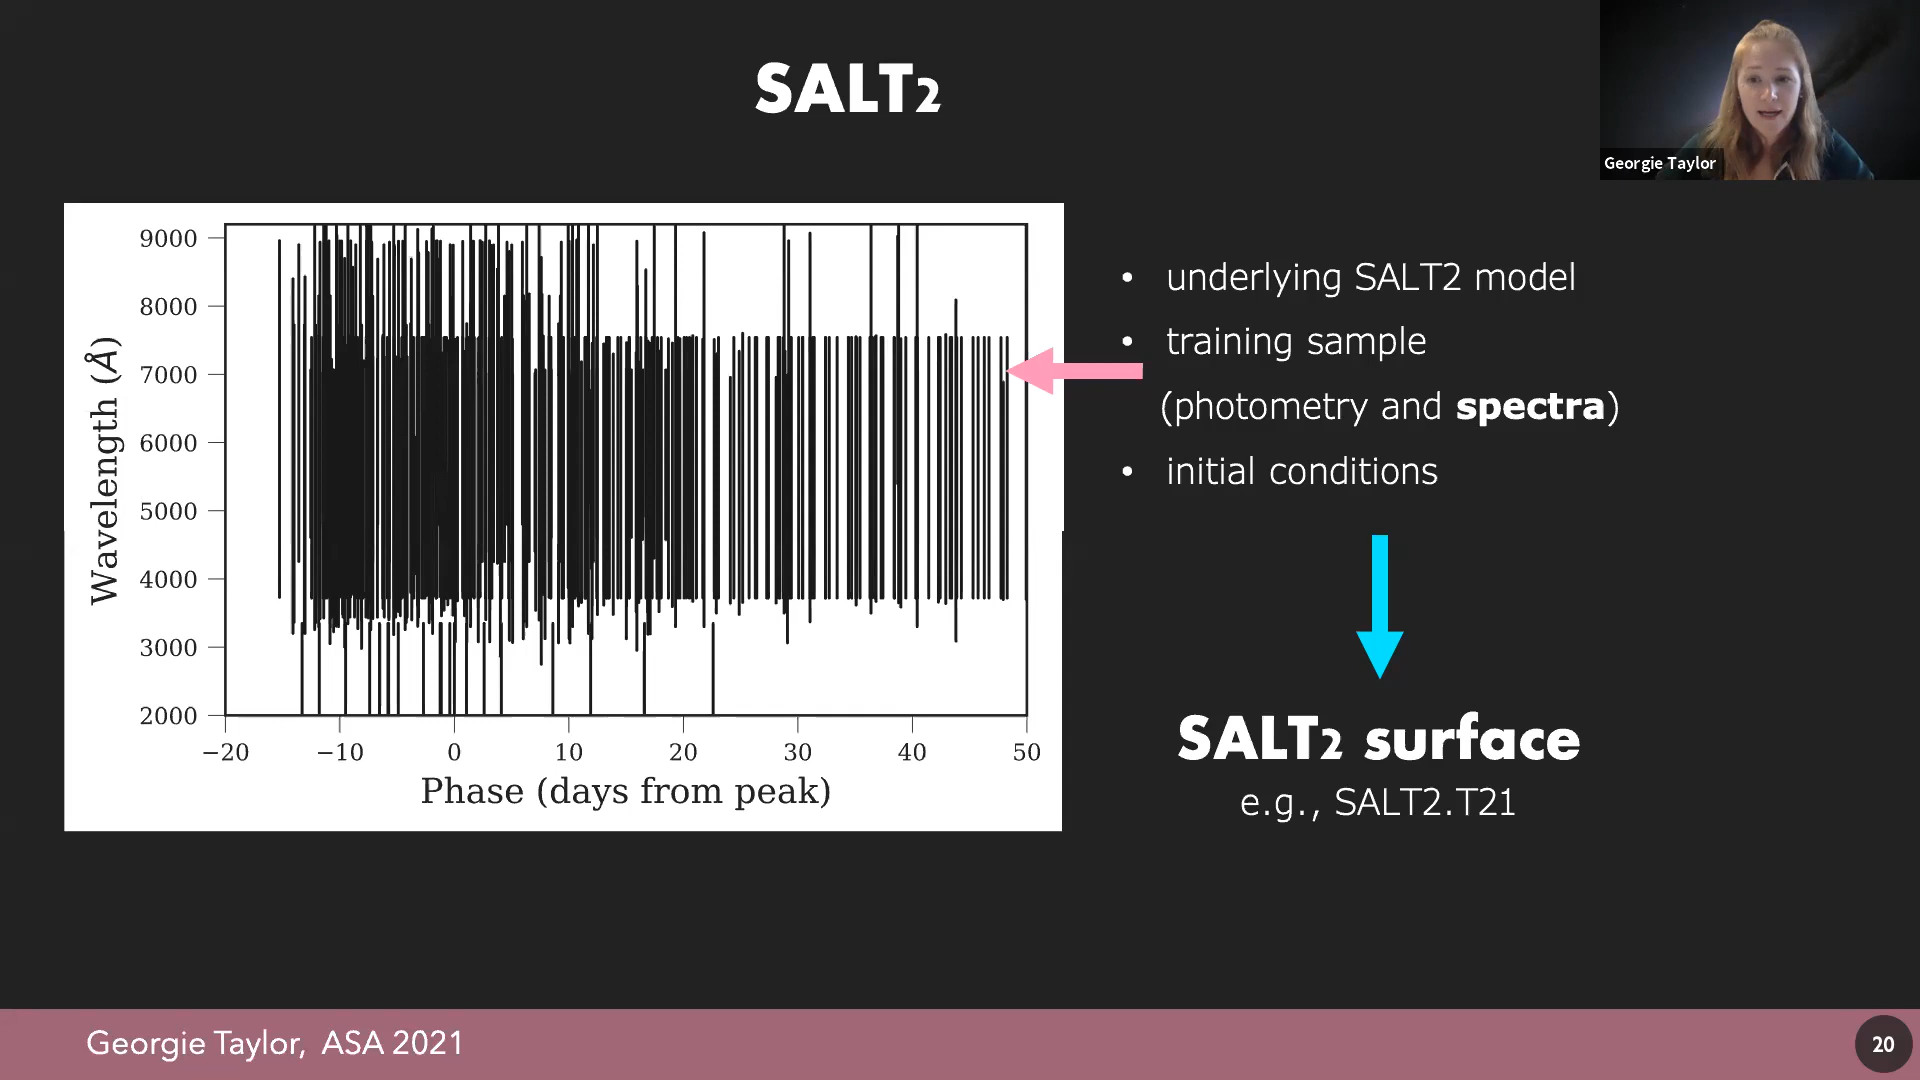 SALT2
Georgie Taylor
9000
8000
7000
6000
5000
4000
3000
2000
Wavelength (Å)
−20 −10 0 10 20 30 40 50
Phase (days from peak)
• underlying SALT2 model
• training sample
(photometry and spectra)
• initial conditions
SALT2 surface
e.g., SALT2.T21
Georgie Taylor, ASA 2021
20